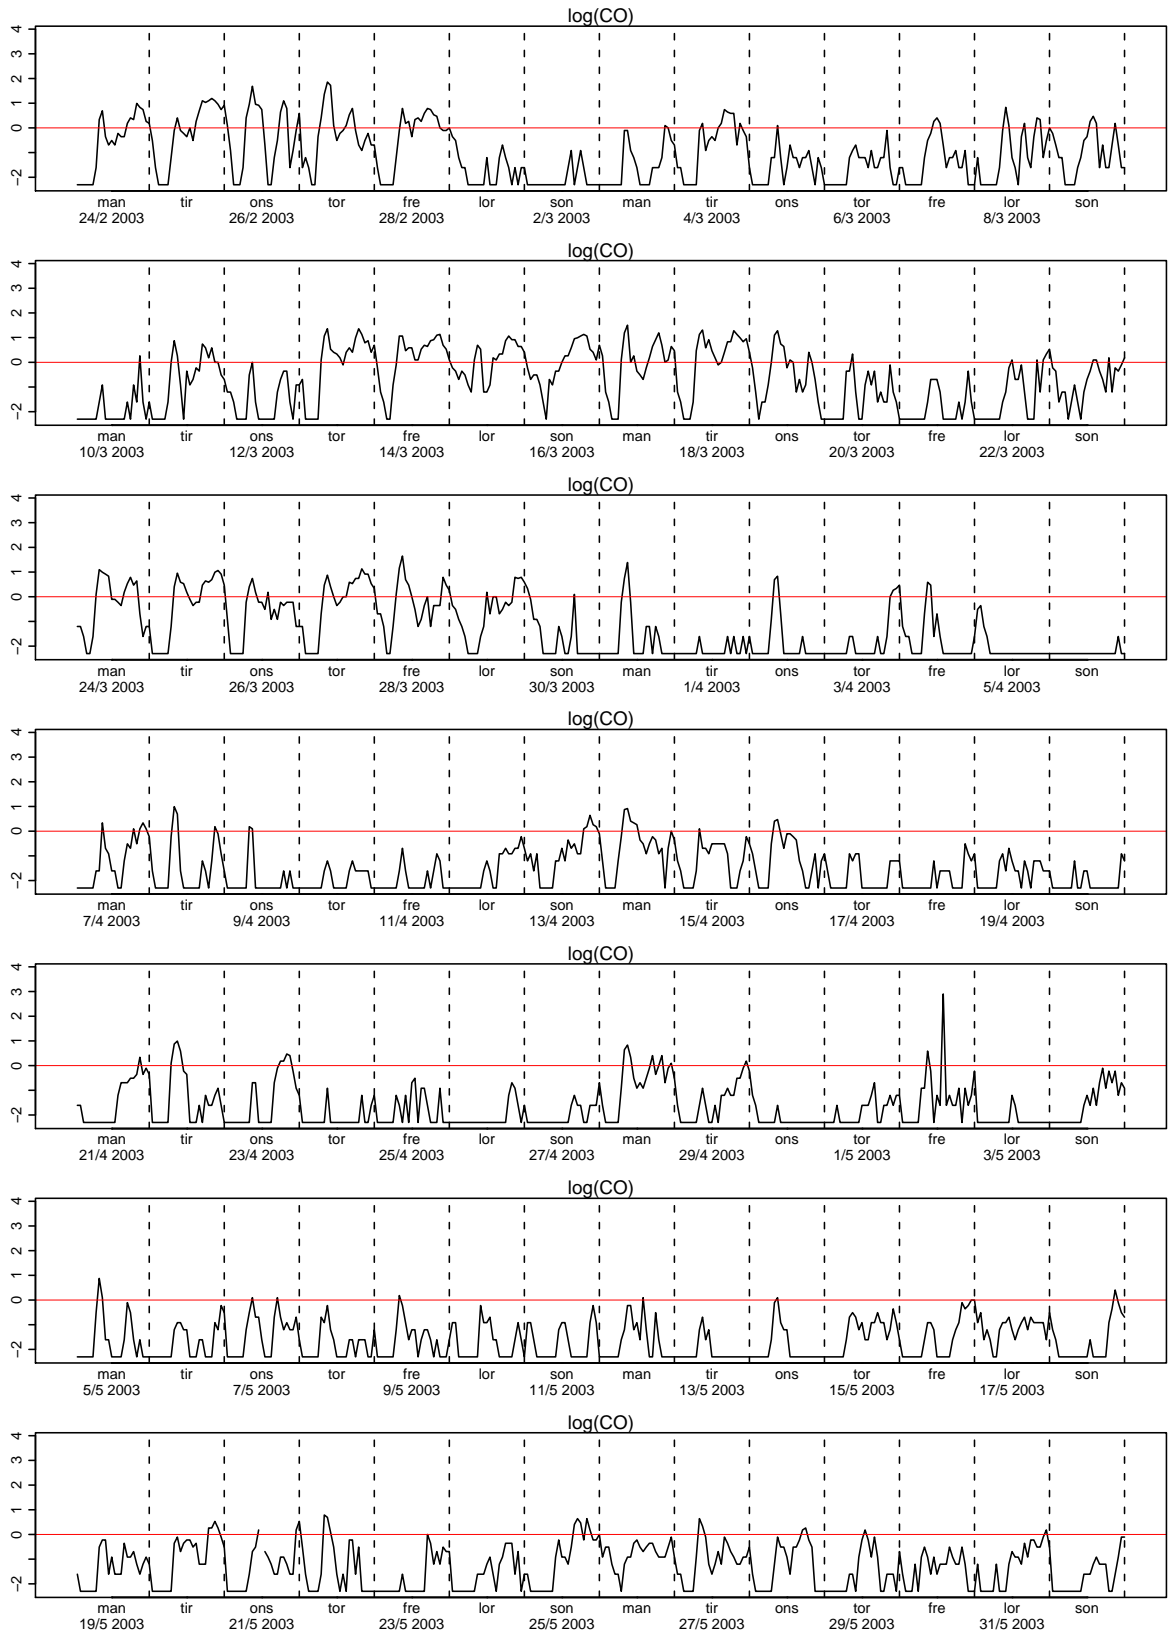 log(CO)
4
3
2
1
0
−2
man tir ons tor fre lor son man tir ons tor fre lor son
24/2 2003 26/2 2003 28/2 2003 2/3 2003 4/3 2003 6/3 2003 8/3 2003
log(CO)
4
3
2
1
0
−2
man tir ons tor fre lor son man tir ons tor fre lor son
10/3 2003 12/3 2003 14/3 2003 16/3 2003 18/3 2003 20/3 2003 22/3 2003
log(CO)
4
3
2
1
0
−2
man tir ons tor fre lor son man tir ons tor fre lor son
24/3 2003 26/3 2003 28/3 2003 30/3 2003 1/4 2003 3/4 2003 5/4 2003
log(CO)
4
3
2
1
0
−2
man tir ons tor fre lor son man tir ons tor fre lor son
7/4 2003 9/4 2003 11/4 2003 13/4 2003 15/4 2003 17/4 2003 19/4 2003
log(CO)
4
3
2
1
0
−2
man tir ons tor fre lor son man tir ons tor fre lor son
21/4 2003 23/4 2003 25/4 2003 27/4 2003 29/4 2003 1/5 2003 3/5 2003
log(CO)
4
3
2
1
0
−2
man tir ons tor fre lor son man tir ons tor fre lor son
5/5 2003 7/5 2003 9/5 2003 11/5 2003 13/5 2003 15/5 2003 17/5 2003
log(CO)
4
3
2
1
0
−2
man tir ons tor fre lor son man tir ons tor fre lor son
19/5 2003 21/5 2003 23/5 2003 25/5 2003 27/5 2003 29/5 2003 31/5 2003